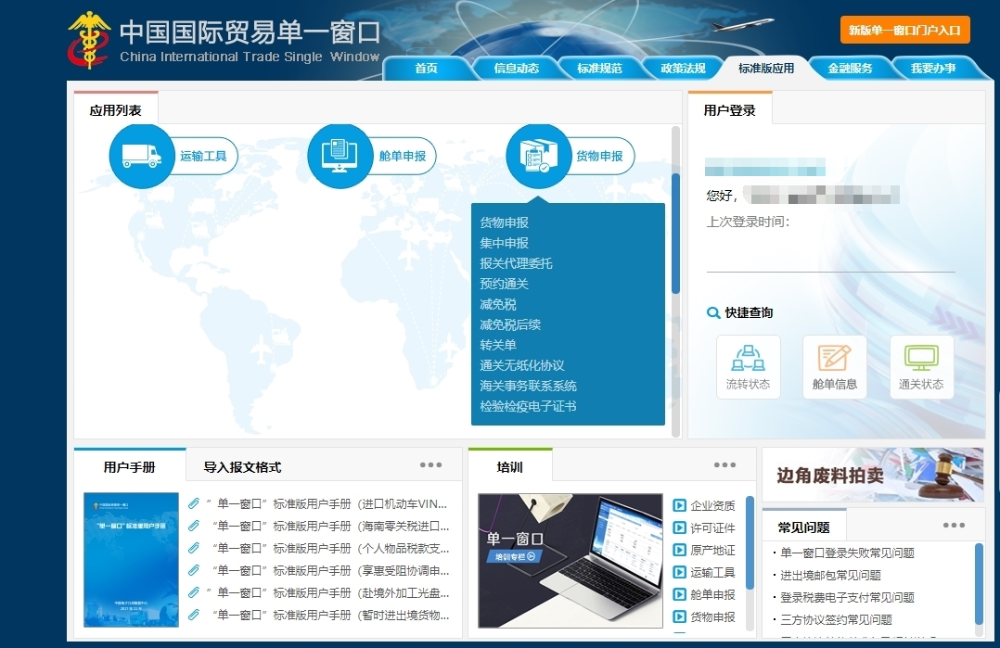 中国国际贸易单一窗口
China International Trade Single Window
新版单一窗口门户入口
首页
信息动态
标准规范
政策法规
标准版应用
金融服务
我要办事
应用列表
运输工具
舱单申报
货物申报
货物申报
集中申报
报关代理委托
预约通关
减免税
减免税后续
转关单
通关无纸化协议
海关事务联系系统
检验检疫电子证书
用户登录
您好，
上次登录时间：
快捷查询
流转状态
舱单信息
通关状态
用户手册
导入报文格式
•••
“单一窗口”标准版用户手册
“单一窗口”标准版用户手册（进口机动车VIN...
“单一窗口”标准版用户手册（海南零关税进口...
“单一窗口”标准版用户手册（个人物品税款支...
“单一窗口”标准版用户手册（享惠受阻协调申...
“单一窗口”标准版用户手册（赴境外加工光盘...
“单一窗口”标准版用户手册（暂时进出境货物...
培训
•••
单一窗口
培训专栏
企业资质
许可证件
原产地证
运输工具
舱单申报
货物申报
边角废料拍卖
常见问题
•••
· 单一窗口登录失败常见问题
· 进出境邮包常见问题
· 登录税费电子支付常见问题
· 三方协议签约常见问题